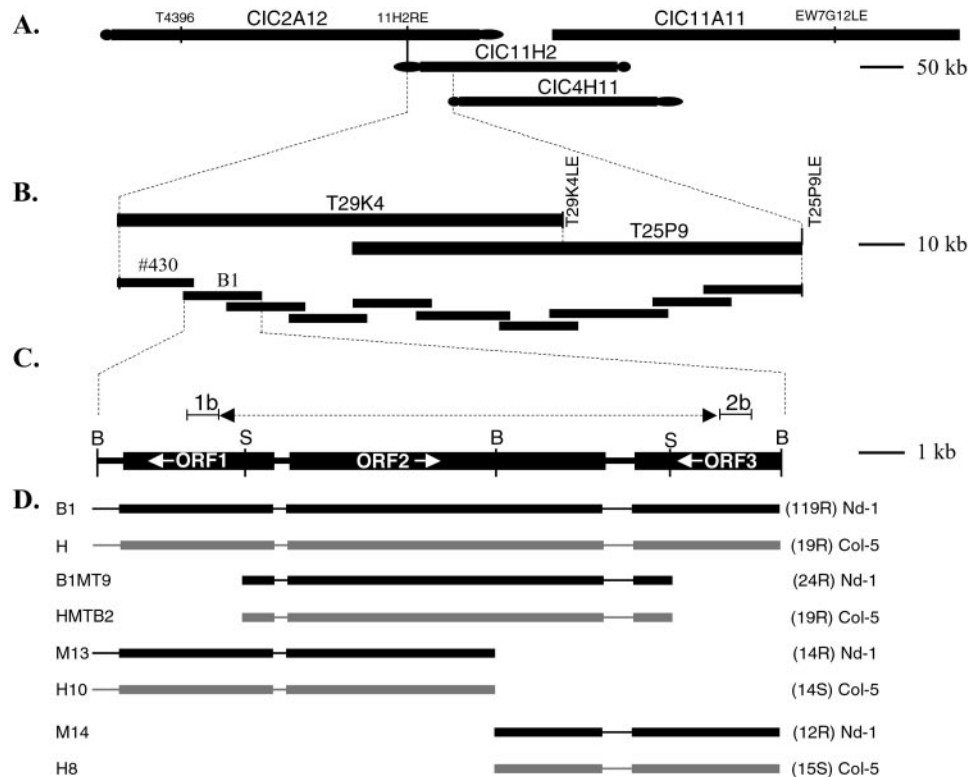 A.
T4396 CIC2A12 11H2RE CIC11A11 EW7G12LE
CIC11H2 50 kb
CIC4H11
B.
T29K4 T29K4LE T25P9LE
T25P9 10 kb
#430
B1
C.
1b 2b
B S B S B
←ORF1 ORF2→ ←ORF3 1 kb
D.
B1 (119R) Nd-1
H (19R) Col-5
B1MT9 (24R) Nd-1
HMTB2 (19R) Col-5
M13 (14R) Nd-1
H10 (14S) Col-5
M14 (12R) Nd-1
H8 (15S) Col-5